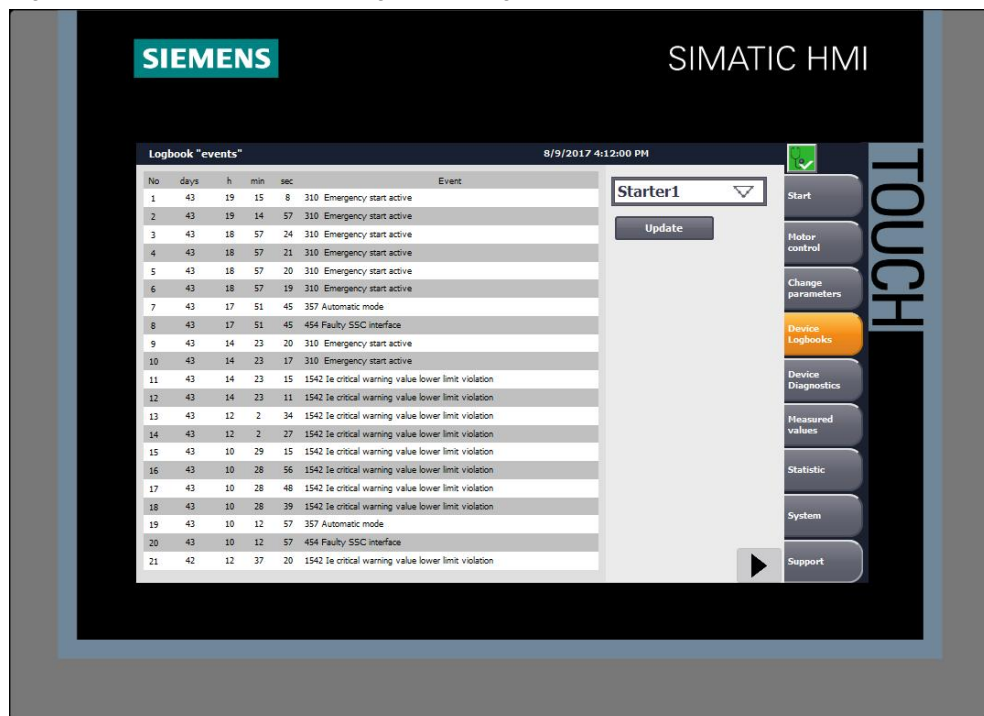 SIEMENS
SIMATIC HMI
TOUCH
Logbook "events" 8/9/2017 4:12:00 PM
No days h min sec Event
1 43 19 15 8 310 Emergency start active
2 43 19 14 57 310 Emergency start active
3 43 18 57 24 310 Emergency start active
4 43 18 57 21 310 Emergency start active
5 43 18 57 20 310 Emergency start active
6 43 18 57 19 310 Emergency start active
7 43 17 51 45 357 Automatic mode
8 43 17 51 45 454 Faulty SSC interface
9 43 14 23 20 310 Emergency start active
10 43 14 23 17 310 Emergency start active
11 43 14 23 15 1542 Ie critical warning value lower limit violation
12 43 14 23 11 1542 Ie critical warning value lower limit violation
13 43 12 2 34 1542 Ie critical warning value lower limit violation
14 43 12 2 27 1542 Ie critical warning value lower limit violation
15 43 10 29 15 1542 Ie critical warning value lower limit violation
16 43 10 28 56 1542 Ie critical warning value lower limit violation
17 43 10 28 48 1542 Ie critical warning value lower limit violation
18 43 10 28 39 1542 Ie critical warning value lower limit violation
19 43 10 12 57 357 Automatic mode
20 43 10 12 57 454 Faulty SSC interface
21 42 12 37 20 1542 Ie critical warning value lower limit violation
Starter1
Update
Start
Motor
control
Change
parameters
Device
Logbooks
Device
Diagnostics
Measured
values
Statistic
System
Support